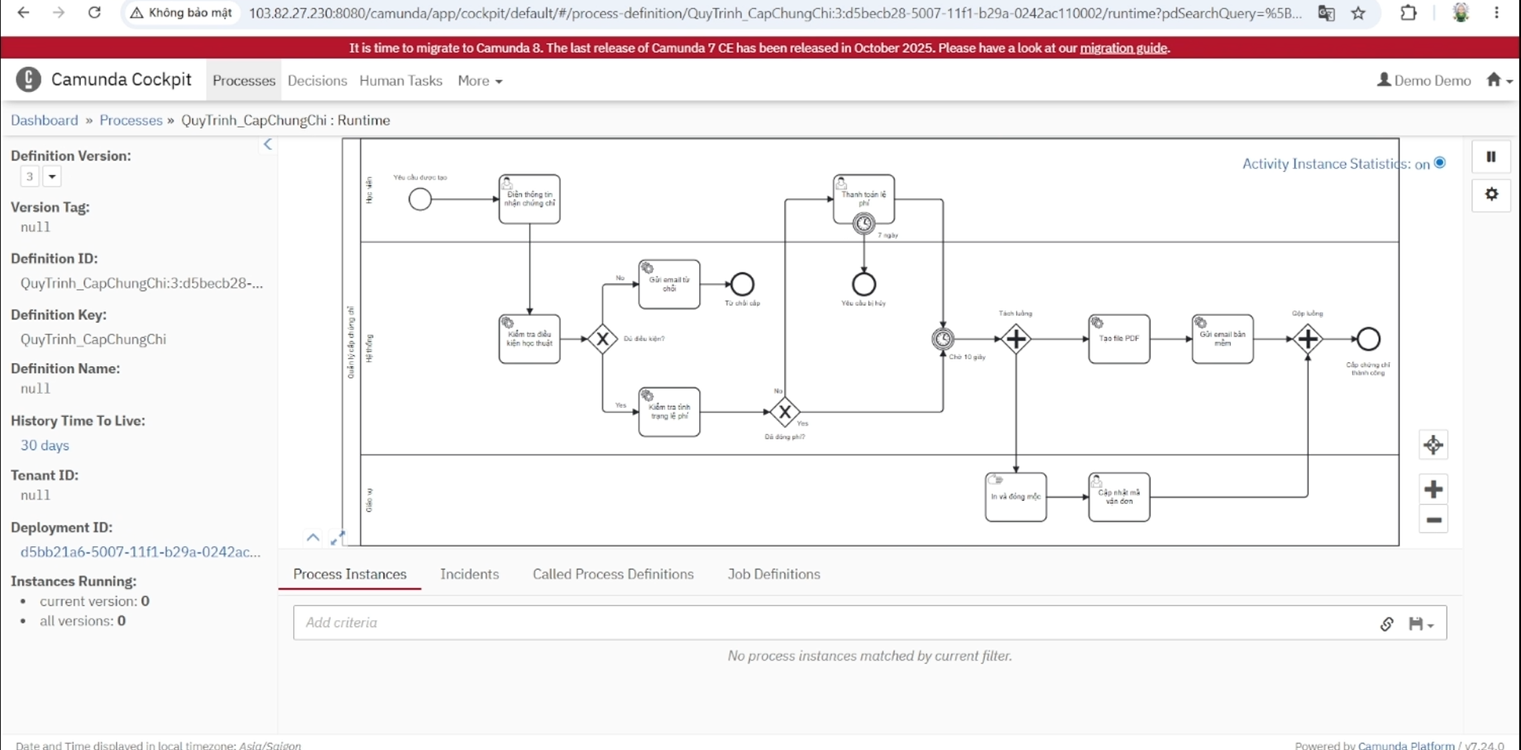 Không bảo mật
103.82.27.230:8080/camunda/app/cockpit/default/#/process-definition/QuyTrinh_CapChungChi:3:d5becb28-5007-11f1-b29a-0242ac110002/runtime?pdSearchQuery=%5B...
It is time to migrate to Camunda 8. The last release of Camunda 7 CE has been released in October 2025. Please have a look at our migration guide.
Camunda Cockpit Processes Decisions Human Tasks More
Demo Demo
Dashboard » Processes » QuyTrinh_CapChungChi : Runtime
Definition Version:
3
Version Tag:
null
Definition ID:
QuyTrinh_CapChungChi:3:d5becb28-...
Definition Key:
QuyTrinh_CapChungChi
Definition Name:
null
History Time To Live:
30 days
Tenant ID:
null
Deployment ID:
d5bb21a6-5007-11f1-b29a-0242ac...
Instances Running:
current version: 0
all versions: 0
Activity Instance Statistics: on
Quản lý cấp chứng chỉ
Học viên
Yêu cầu được tạo
Điền thông tin
nhận chứng chỉ
Thanh toán lệ
phí
7 ngày
Hệ thống
Kiểm tra điều
kiện học thuật
Đủ điều kiện?
No
Gửi email từ
chối
Từ chối cấp
Yes
Kiểm tra tình
trạng lệ phí
No
Yes
Đã đóng phí?
Yêu cầu bị hủy
Chờ 10 giây
Tách luồng
Tạo file PDF
Gửi email bản
mềm
Gộp luồng
Cấp chứng chỉ
thành công
Giáo vụ
In và đóng mộc
Cập nhật mã
vận đơn
Process Instances Incidents Called Process Definitions Job Definitions
Add criteria
No process instances matched by current filter.
Date and Time displayed in local timezone: Asia/Saigon
Powered by Camunda Platform / v7.24.0